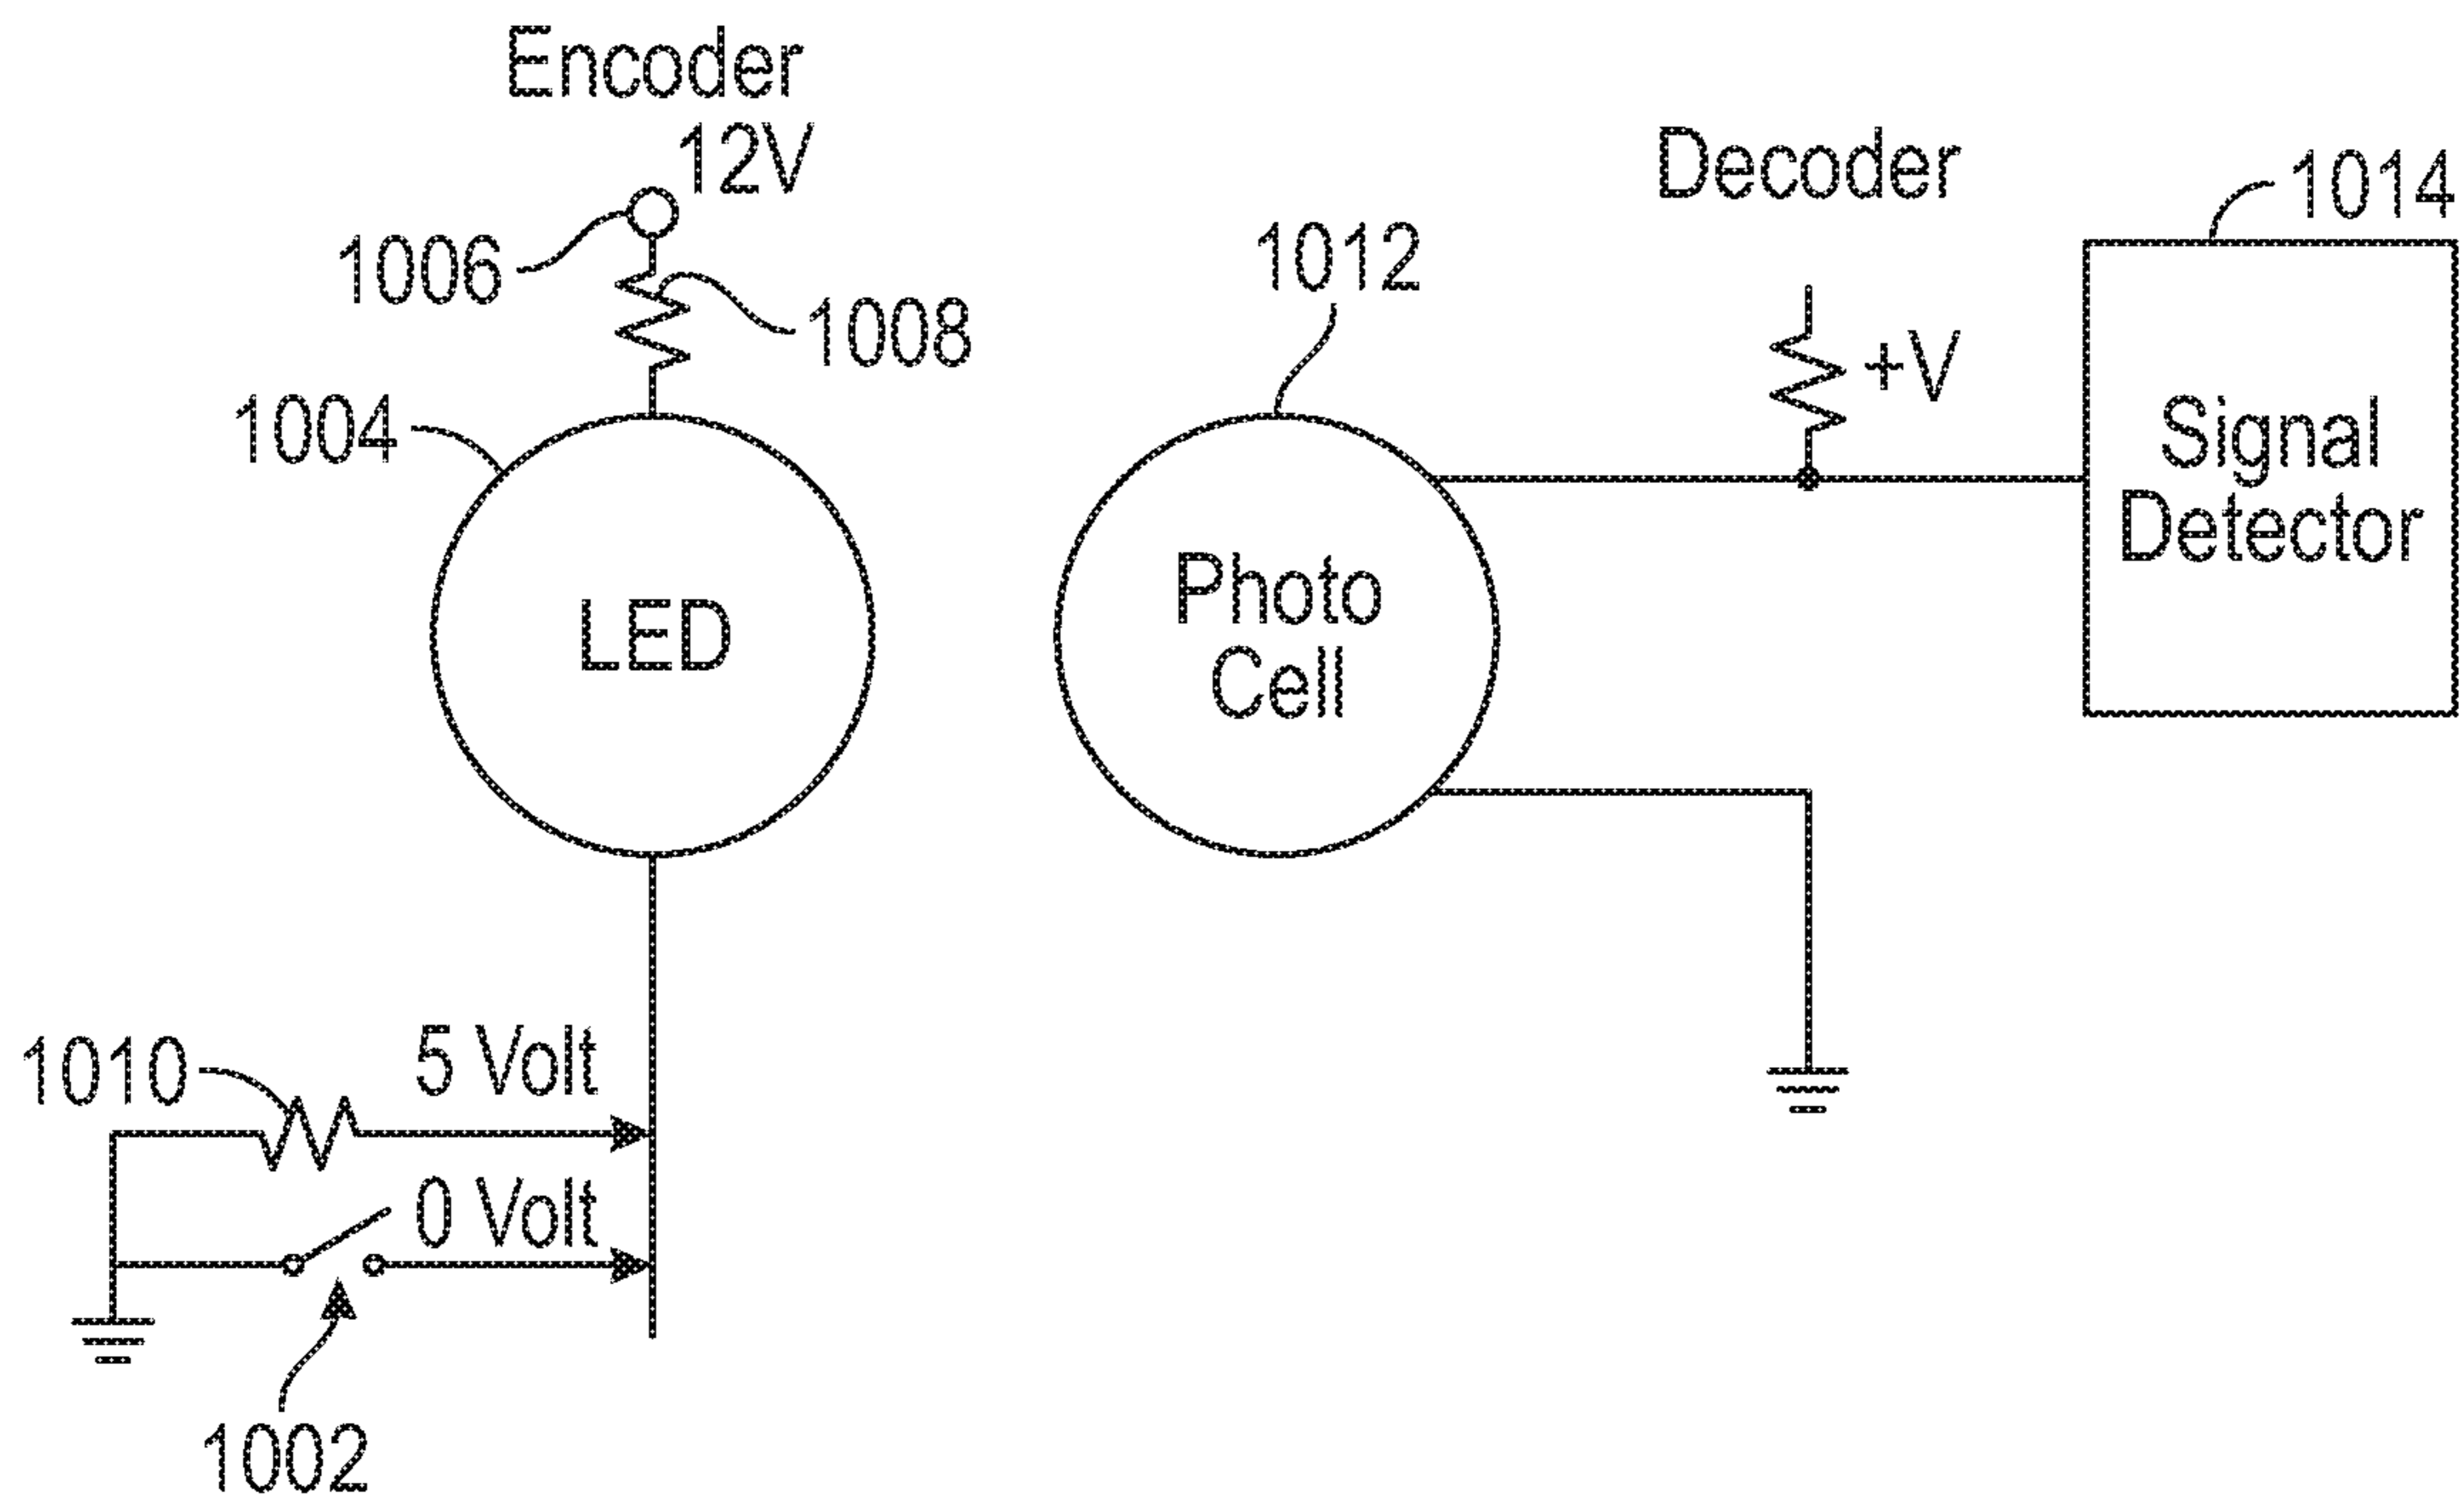 Encoder
12V
1006
1008
1004
LED
1010
5 Volt
0 Volt
1002
Decoder
1012
1014
+V
Photo
Cell
Signal
Detector